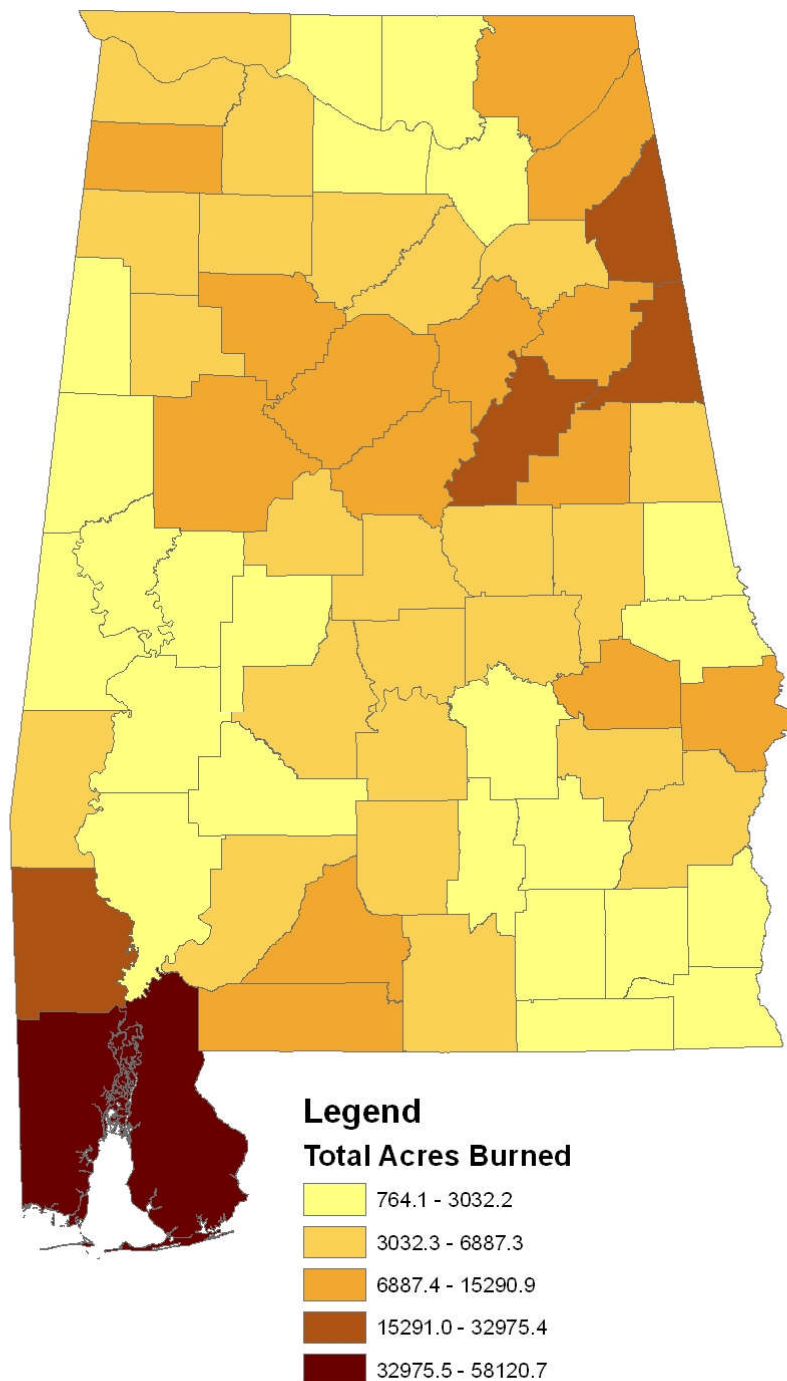 Legend
Total Acres Burned
764.1 - 3032.2
3032.3 - 6887.3
6887.4 - 15290.9
15291.0 - 32975.4
32975.5 - 58120.7